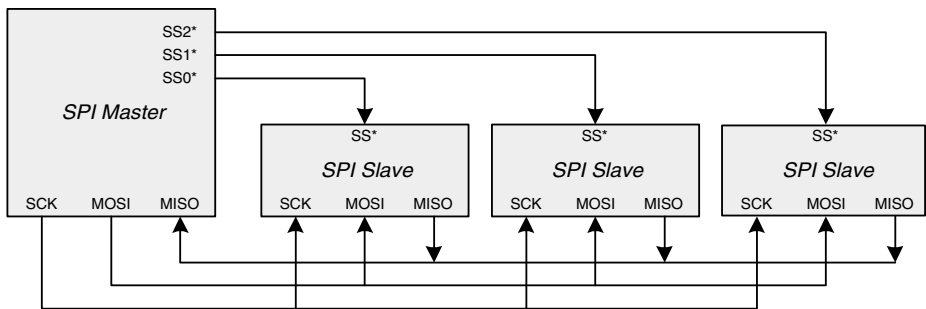 SS2*
SS1*
SS0*
SPI Master
SCK MOSI MISO
SS*
SPI Slave
SCK MOSI MISO
SS*
SPI Slave
SCK MOSI MISO
SS*
SPI Slave
SCK MOSI MISO